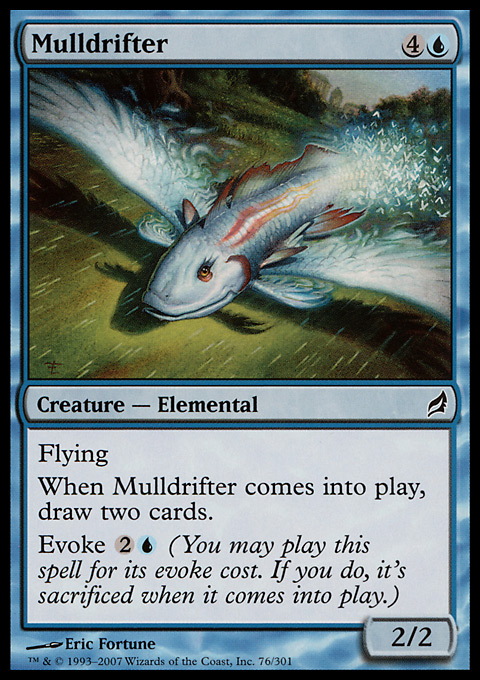 Mulldrifter 4
Creature — Elemental
Flying
When Mulldrifter comes into play,
draw two cards.
Evoke 2 (You may play this
spell for its evoke cost. If you do, it's
sacrificed when it comes into play.)
2/2
Eric Fortune
™ & © 1993–2007 Wizards of the Coast, Inc. 76/301